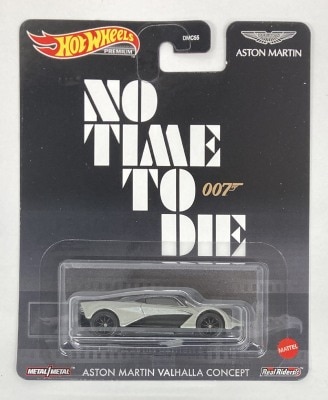 Hot Wheels
PREMIUM
DMC55
ASTON MARTIN
NO
TIME
TO
007
DIE
MATTEL
METAL/METAL
ASTON MARTIN VALHALLA CONCEPT
Real Riders